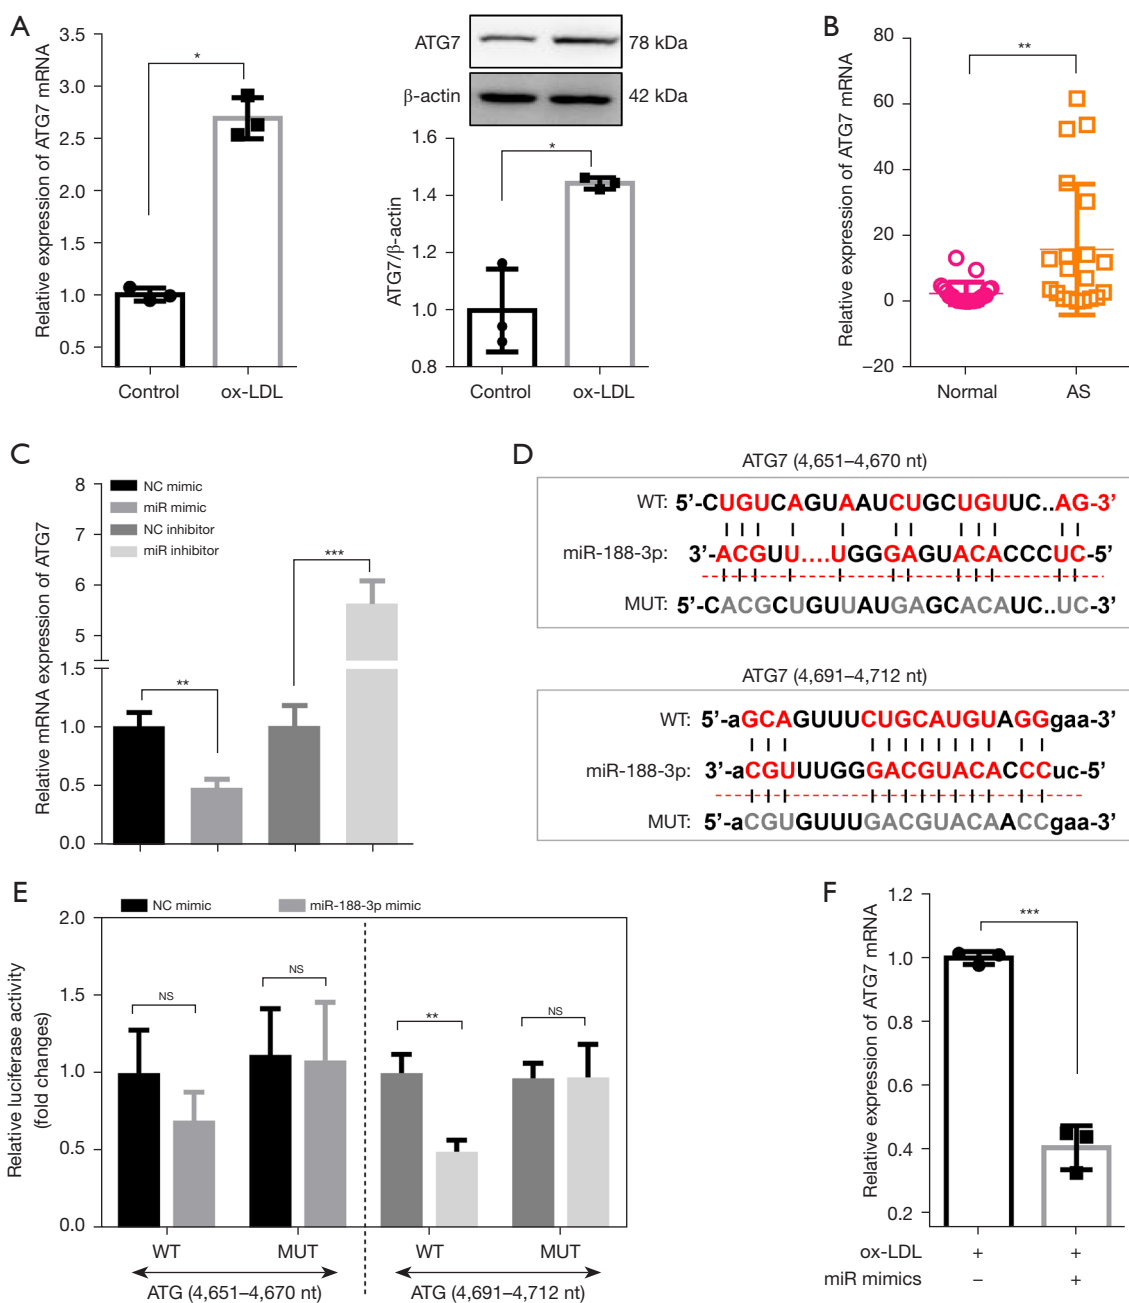 A
Relative expression of ATG7 mRNA
3.5
3.0
2.5
2.0
1.5
1.0
0.5
*
Control
ox-LDL
ATG7
78 kDa
β-actin
42 kDa
ATG7/β-actin
1.6
1.4
1.2
1.0
0.8
*
Control
ox-LDL
B
Relative expression of ATG7 mRNA
80
60
40
20
0
−20
**
Normal
AS
C
Relative mRNA expression of ATG7
8
7
6
5
1.5
1.0
0.5
0.0
NC mimic
miR mimic
NC inhibitor
miR inhibitor
**
***
D
ATG7 (4,651–4,670 nt)
WT: 5’-CUGUCAGUAAUCUGCUGUUC..AG-3’
miR-188-3p: 3’-ACGUU....UGGGAGUACACCCUC-5’
MUT: 5’-CACGCUGUUAUGAGCACAUC..UC-3’
ATG7 (4,691–4,712 nt)
WT: 5’-aGCAGUUUCUGCAUGUAGGgaa-3’
miR-188-3p: 3’-aCGUUUGGGACGUACACCCuc-5’
MUT: 5’-aCGUGUUUGACGUACAACCgaa-3’
E
NC mimic
miR-188-3p mimic
Relative luciferase activity
(fold changes)
2.0
1.5
1.0
0.5
0.0
NS
NS
**
NS
WT
MUT
WT
MUT
ATG (4,651–4,670 nt)
ATG (4,691–4,712 nt)
F
Relative expression of ATG7 mRNA
1.2
1.0
0.8
0.6
0.4
0.2
***
ox-LDL + +
miR mimics − +